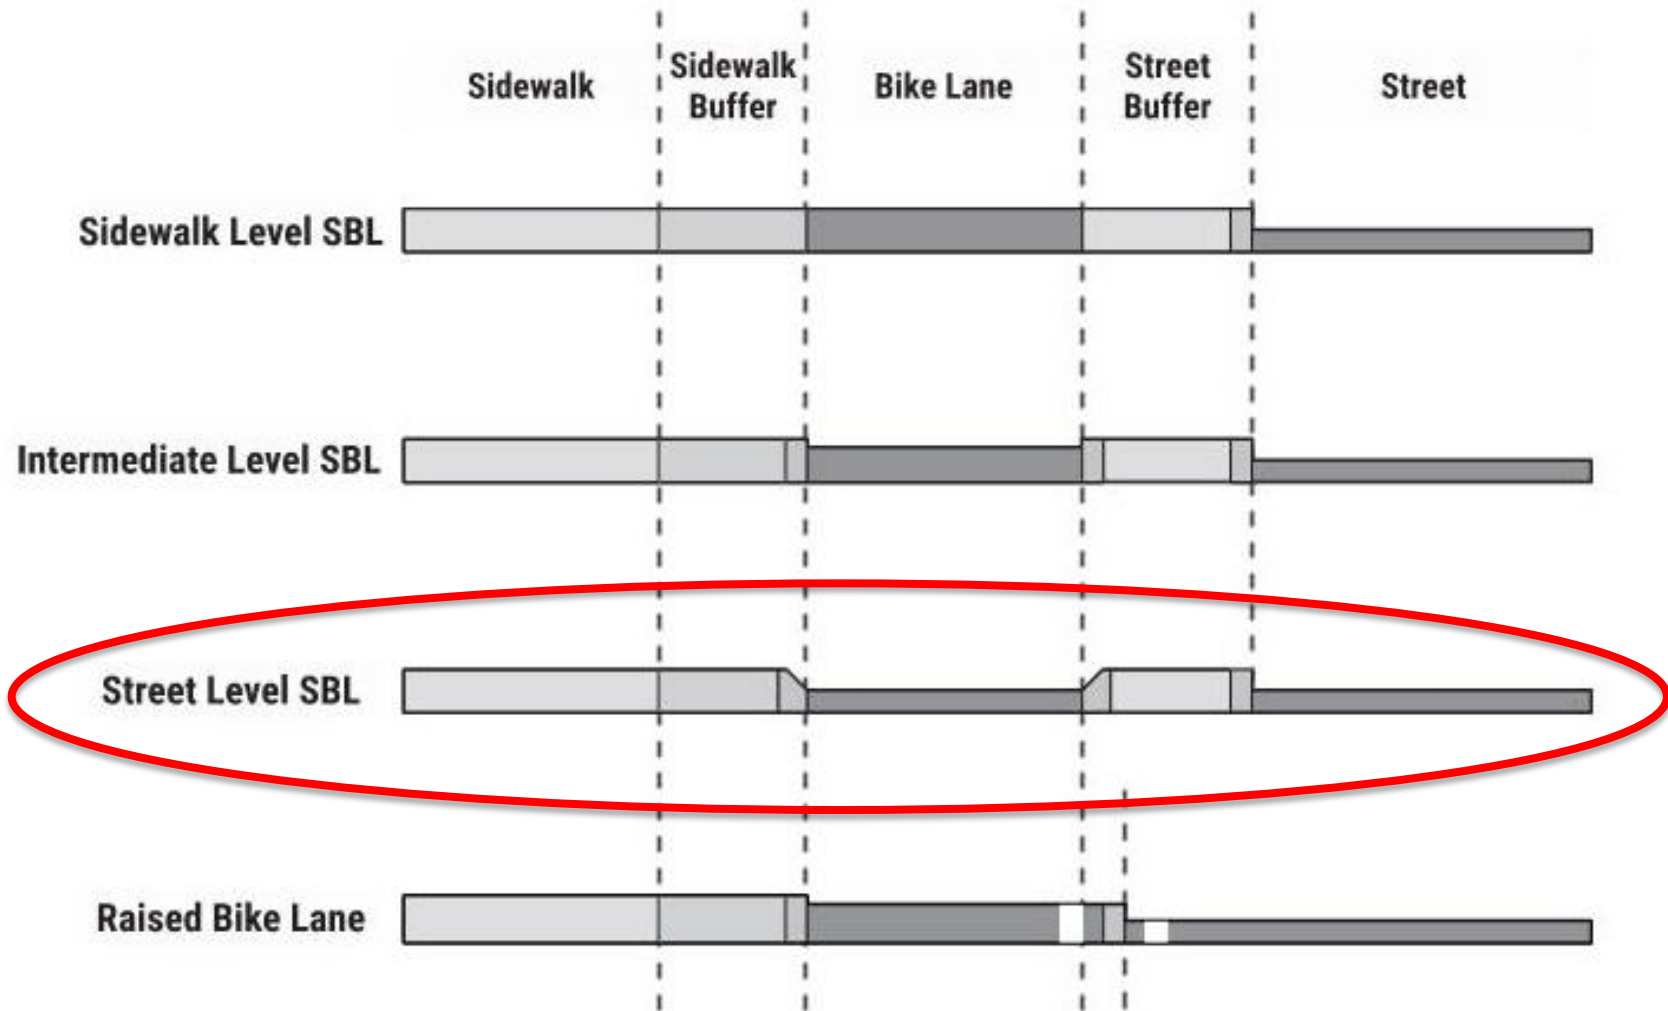 Sidewalk
Sidewalk
Buffer
Bike Lane
Street
Buffer
Street
Sidewalk Level SBL
Intermediate Level SBL
Street Level SBL
Raised Bike Lane